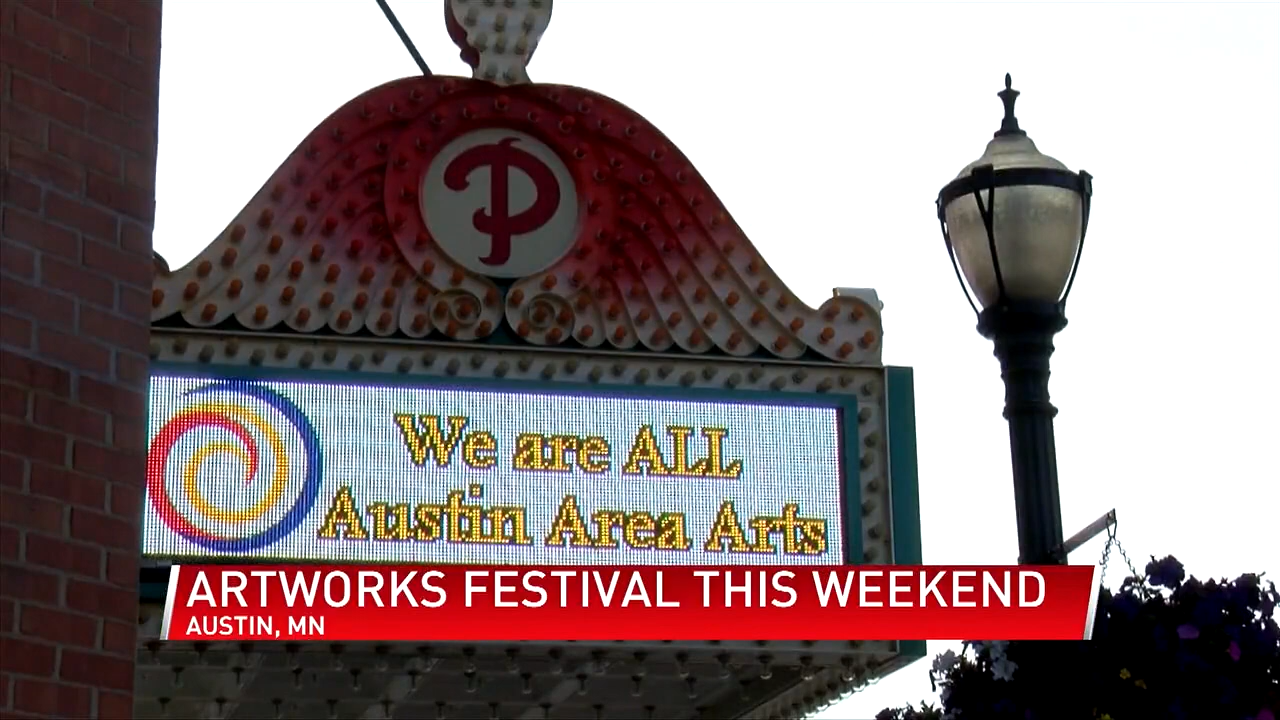 P
We are ALL
Austin Area Arts
ARTWORKS FESTIVAL THIS WEEKEND
AUSTIN, MN